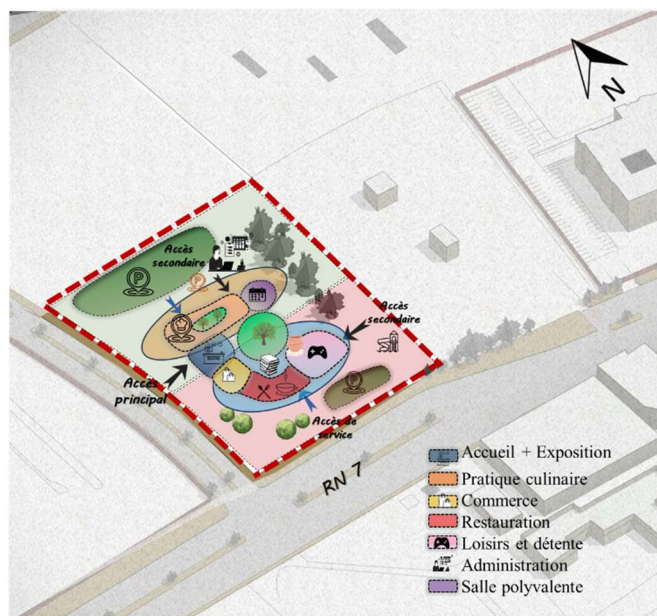 N
Accès
secondaire
P
P
Accès
secondaire
Accès
principal
P
Accès de
service
RN 7
Accueil + Exposition
Pratique culinaire
Commerce
Restauration
Loisirs et détente
Administration
Salle polyvalente